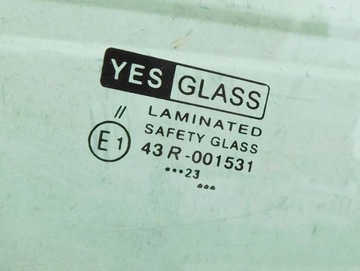 YES GLASS
//
LAMINATED
SAFETY GLASS
E1
43R-001531
•••23
•••